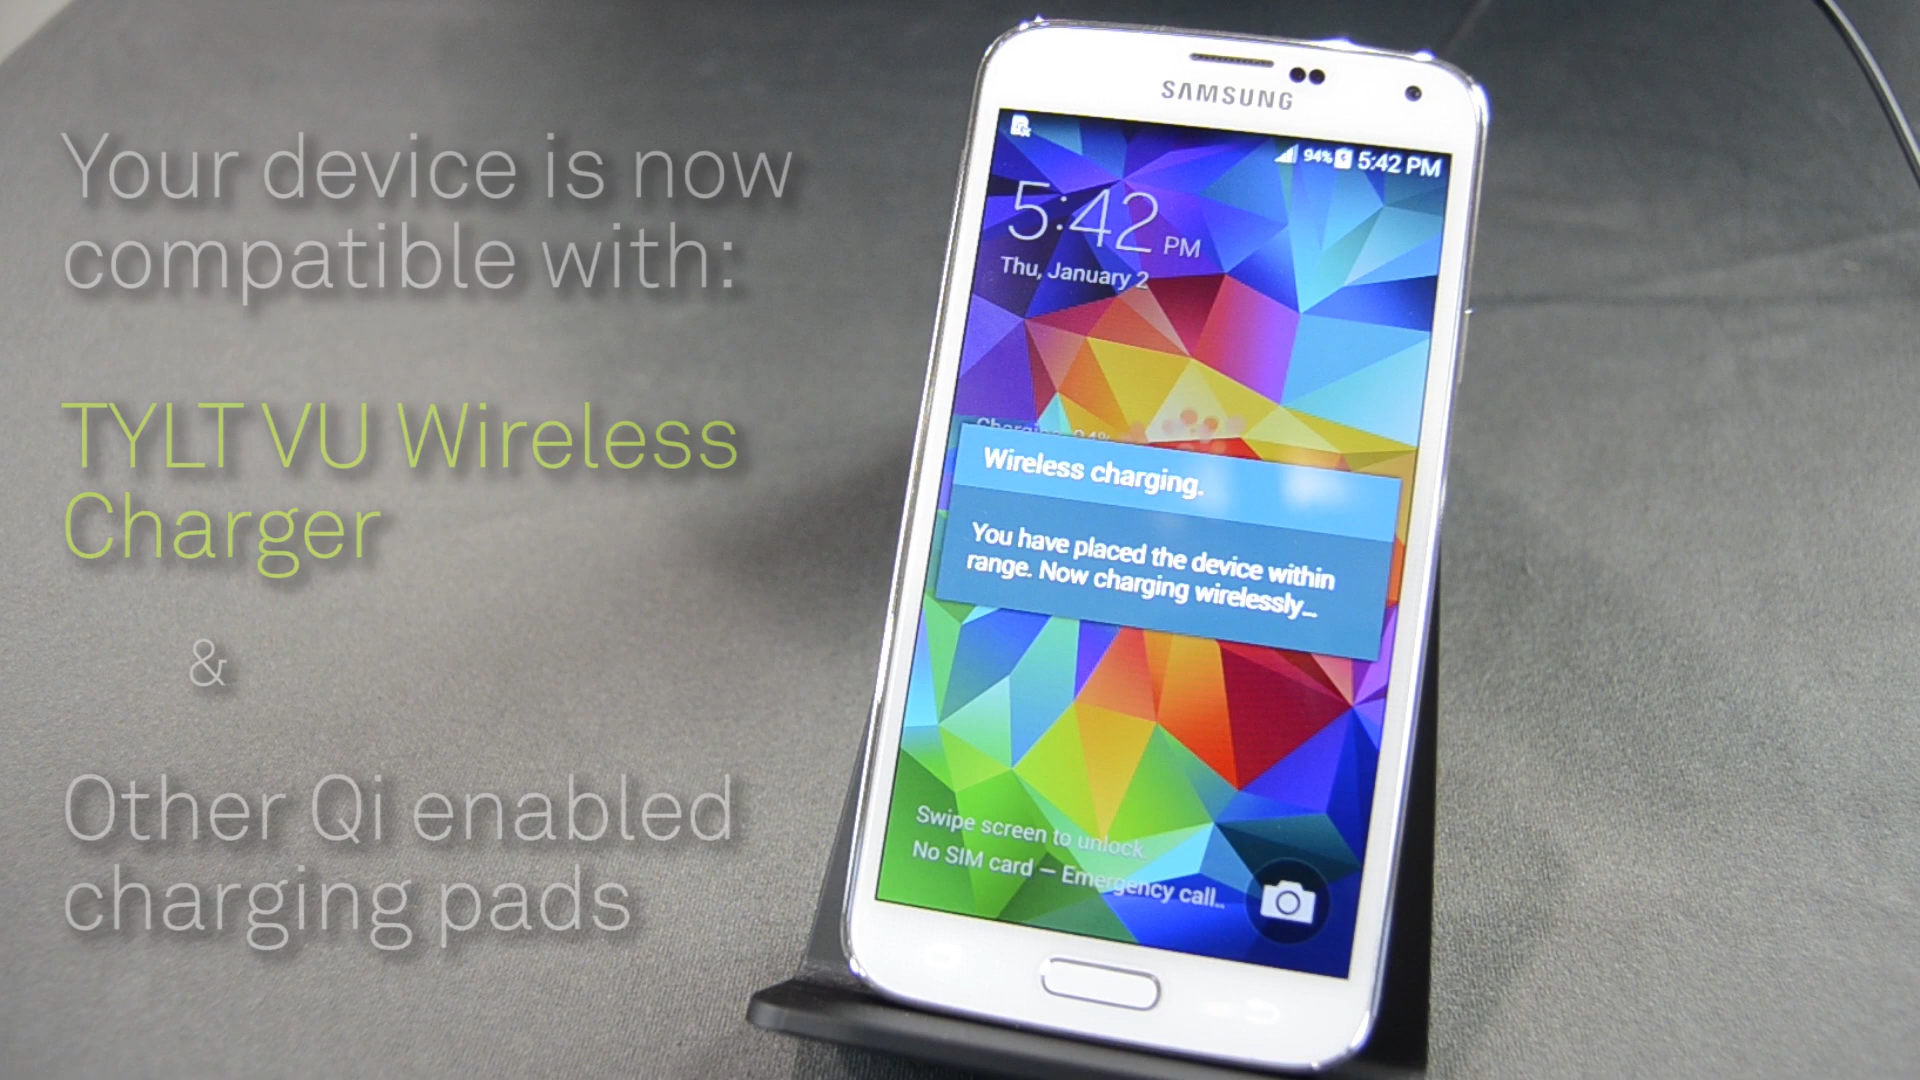 Your device is now
compatible with:
TYLT VU Wireless
Charger
&
Other Qi enabled
charging pads
SAMSUNG
94% 5:42 PM
5:42 PM
Thu, January 2
Charging: 94%
Wireless charging.
You have placed the device within
range. Now charging wirelessly...
Swipe screen to unlock.
No SIM card – Emergency call..